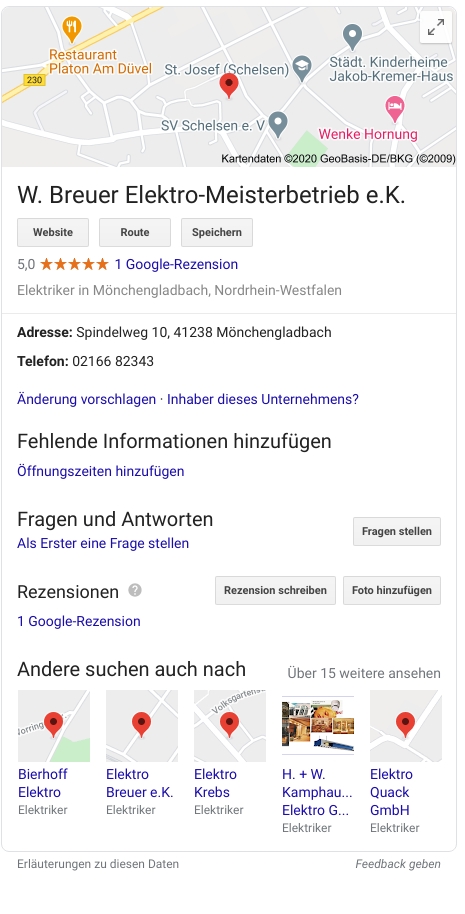 Restaurant
Platon Am Düvel
230
St. Josef (Schelsen)
Städt. Kinderheime
Jakob-Kremer-Haus
SV Schelsen e. V
Wenke Hornung
Kartendaten ©2020 GeoBasis-DE/BKG (©2009)
W. Breuer Elektro-Meisterbetrieb e.K.
Website Route Speichern
5,0 ★★★★★ 1 Google-Rezension
Elektriker in Mönchengladbach, Nordrhein-Westfalen
Adresse: Spindelweg 10, 41238 Mönchengladbach
Telefon: 02166 82343
Änderung vorschlagen · Inhaber dieses Unternehmens?
Fehlende Informationen hinzufügen
Öffnungszeiten hinzufügen
Fragen und Antworten
Als Erster eine Frage stellen
Fragen stellen
Rezensionen ? Rezension schreiben Foto hinzufügen
1 Google-Rezension
Andere suchen auch nach Über 15 weitere ansehen
Volksgartenst
Bierhoff
Elektro
Elektriker
Elektro
Breuer e.K.
Elektriker
Elektro
Krebs
Elektriker
H. + W.
Kamphau...
Elektro G...
Elektriker
Elektro
Quack
GmbH
Elektriker
Erläuterungen zu diesen Daten Feedback geben